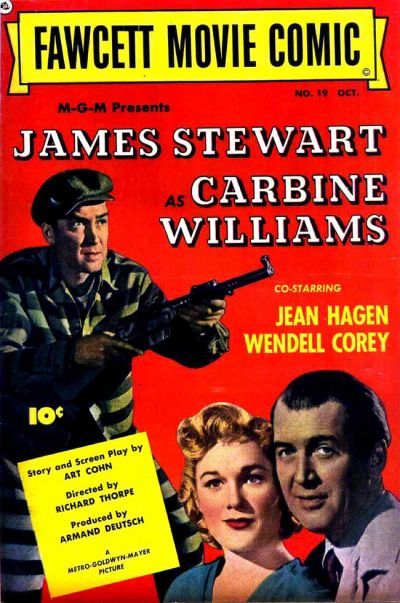 FAWCETT MOVIE COMIC
©
NO. 19 OCT.
M-G-M Presents
JAMES STEWART
AS CARBINE
WILLIAMS
CO-STARRING
JEAN HAGEN
WENDELL COREY
10¢
Story and Screen Play by
ART COHN
Directed by
RICHARD THORPE
Produced by
ARMAND DEUTSCH
A
METRO-GOLDWYN-MAYER
PICTURE